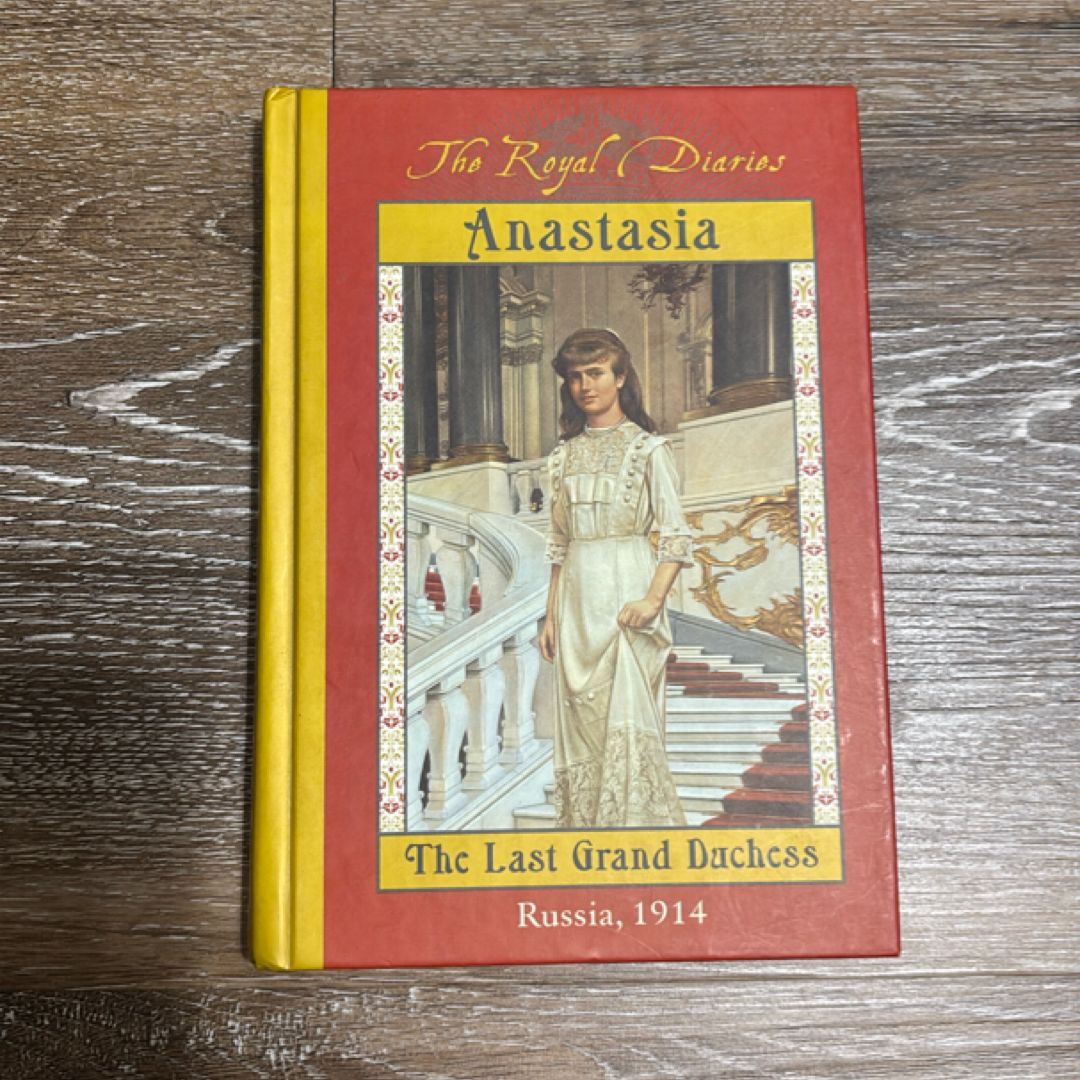 The Royal Diaries
Anastasia
The Last Grand Duchess
Russia, 1914